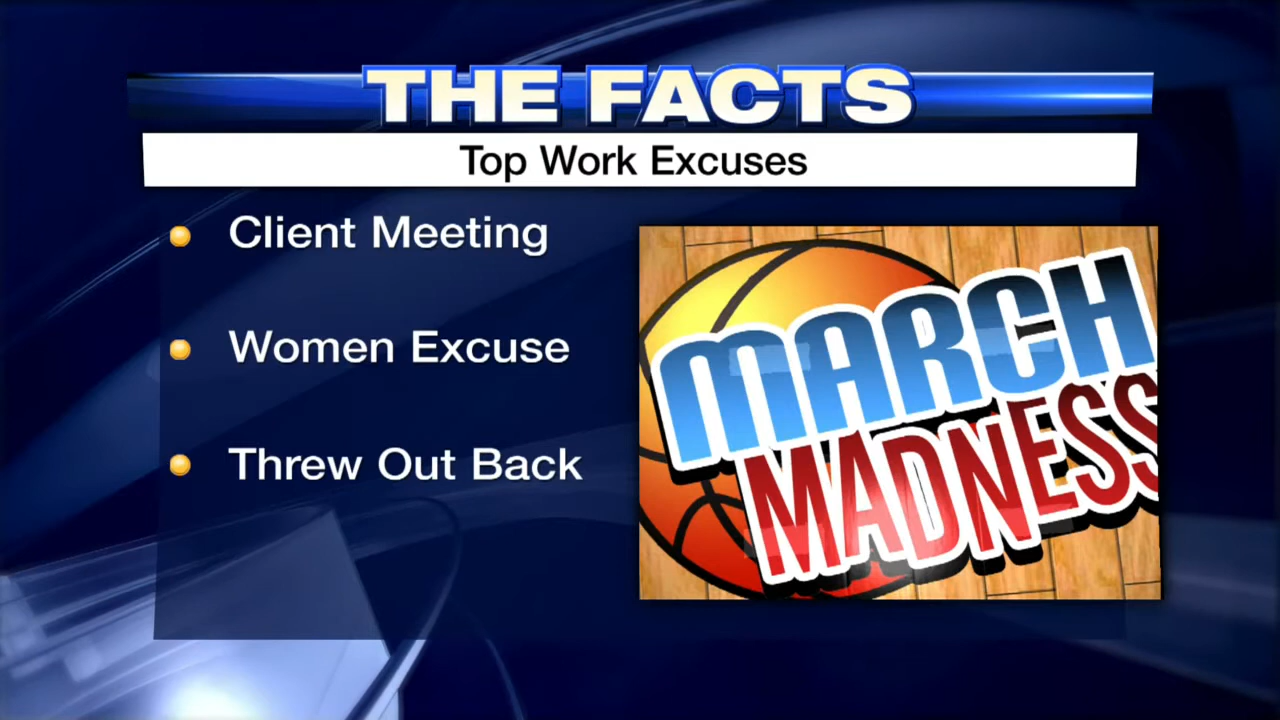 THE FACTS
Top Work Excuses
Client Meeting
Women Excuse
Threw Out Back
MARCH
MADNESS